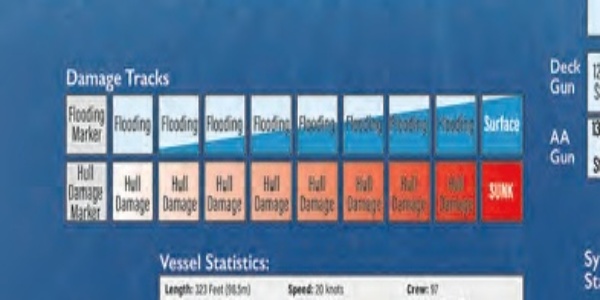 Damage Tracks
Flooding Marker Flooding Flooding Flooding Flooding Flooding Flooding Flooding Flooding Surface
Hull Damage Marker Hull Damage Hull Damage Hull Damage Hull Damage Hull Damage Hull Damage Hull Damage Hull Damage SUNK
Deck Gun
AA Gun
Vessel Statistics:
Length: 323 Feet (98.5m) Speed: 20 knots Crew: 97